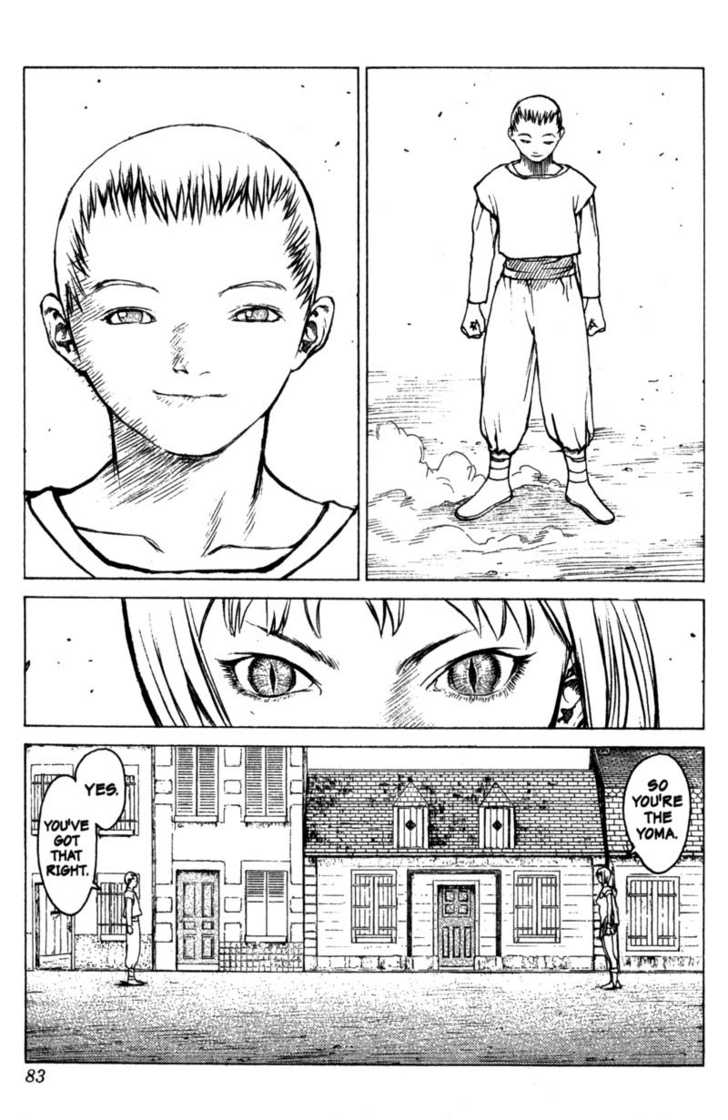 SO
YOU'RE
THE
YOMA.
YES.
YOU'VE
GOT
THAT
RIGHT.
83